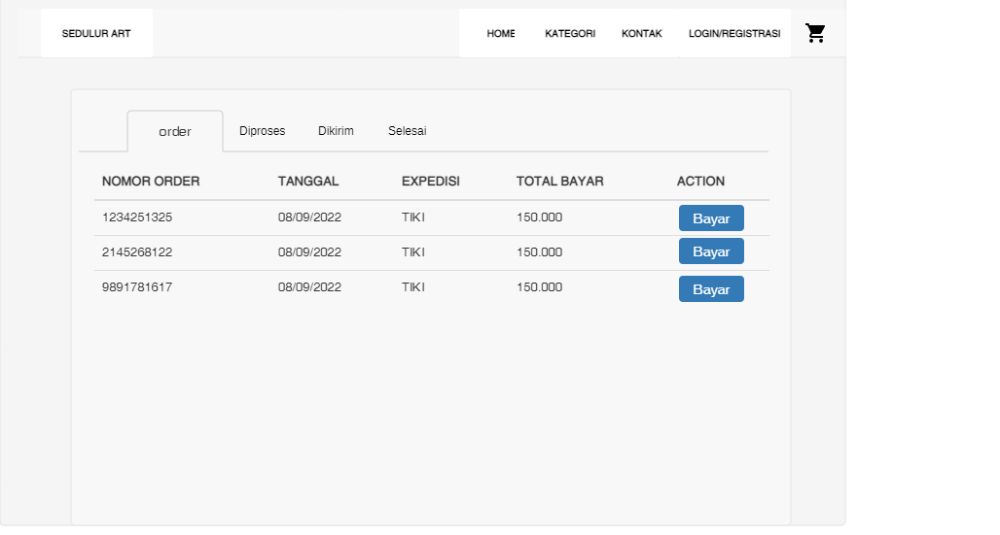 SEDULUR ART HOME KATEGORI KONTAK LOGIN/REGISTRASI
order Diproses Dikirim Selesai
NOMOR ORDER TANGGAL EXPEDISI TOTAL BAYAR ACTION
1234251325 08/09/2022 TIKI 150.000 Bayar
2145268122 08/09/2022 TIKI 150.000 Bayar
9891781617 08/09/2022 TIKI 150.000 Bayar